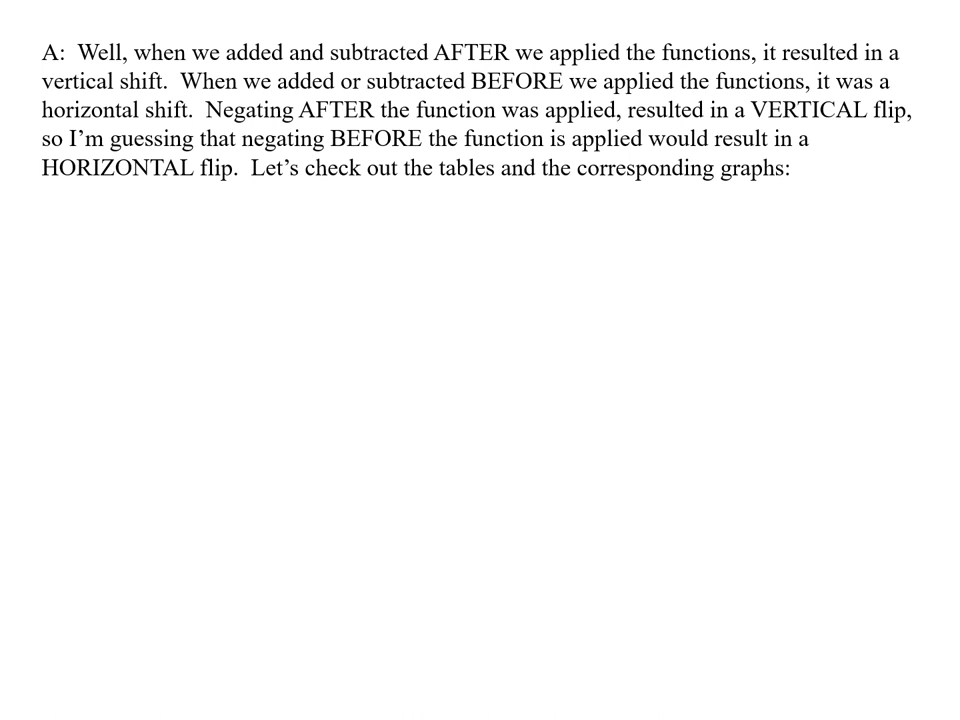 A:  Well, when we added and subtracted AFTER we applied the functions, it resulted in a
vertical shift.  When we added or subtracted BEFORE we applied the functions, it was a
horizontal shift.  Negating AFTER the function was applied, resulted in a VERTICAL flip,
so I’m guessing that negating BEFORE the function is applied would result in a
HORIZONTAL flip.  Let’s check out the tables and the corresponding graphs: